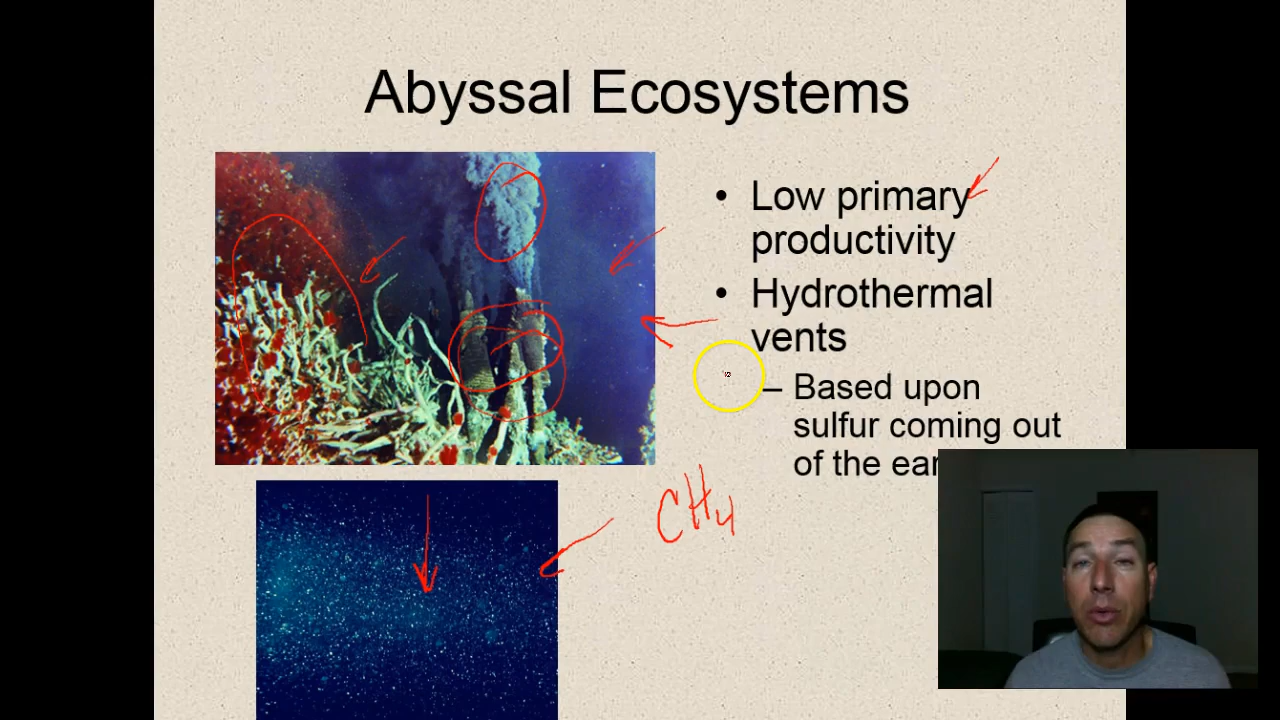 Abyssal Ecosystems
• Low primary
productivity
• Hydrothermal
vents
– Based upon
sulfur coming out
of the ear
CH4